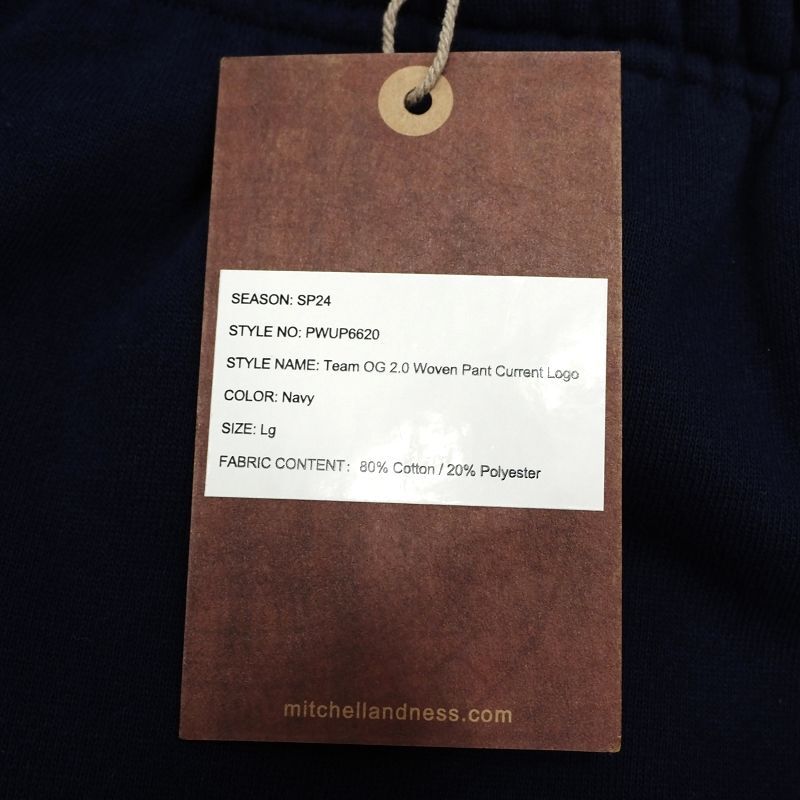 SEASON: SP24
STYLE NO: PWUP6620
STYLE NAME: Team OG 2.0 Woven Pant Current Logo
COLOR: Navy
SIZE: Lg
FABRIC CONTENT: 80% Cotton / 20% Polyester
mitchellandness.com